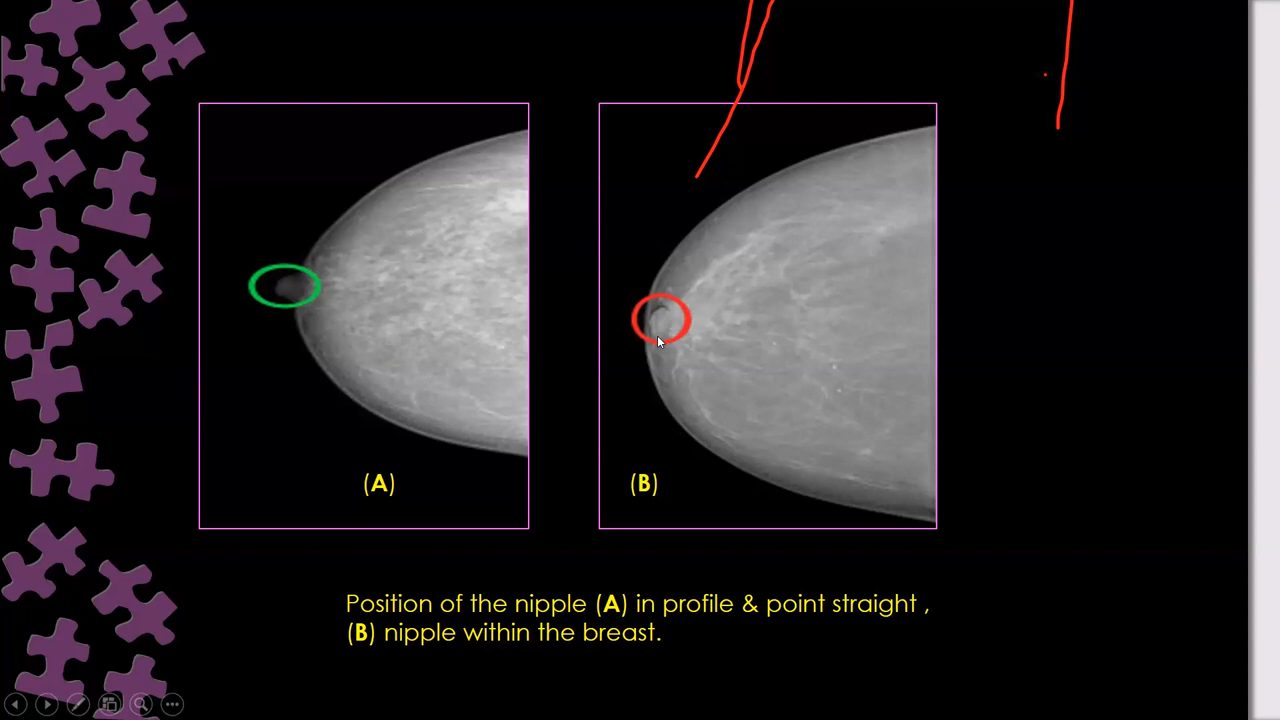 (A)
(B)
Position of the nipple (A) in profile & point straight ,
(B) nipple within the breast.